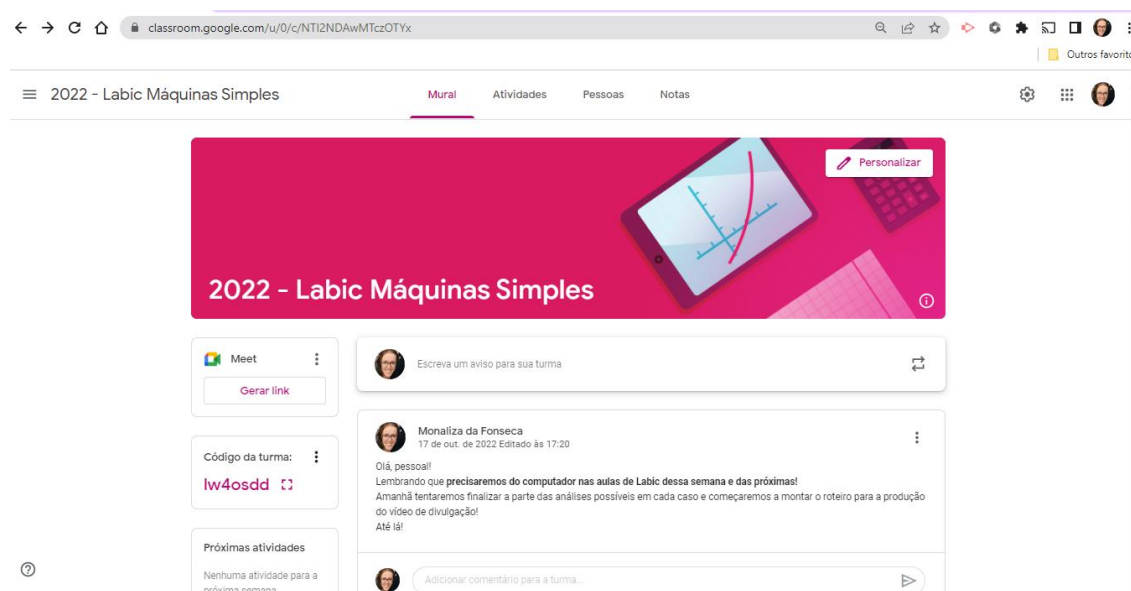 classroom.google.com/u/0/c/NTI2NDAwMTczOTYx
Outros favorito
2022 - Labic Máquinas Simples
Mural
Atividades
Pessoas
Notas
Personalizar
2022 - Labic Máquinas Simples
Meet
Gerar link
Escreva um aviso para sua turma
Código da turma:
lw4osdd
Monaliza da Fonseca
17 de out. de 2022 Editado às 17:20
Olá, pessoal!
Lembrando que precisaremos do computador nas aulas de Labic dessa semana e das próximas!
Amanhã tentaremos finalizar a parte das análises possíveis em cada caso e começaremos a montar o roteiro para a produção
do vídeo de divulgação!
Até lá!
Próximas atividades
Nenhuma atividade para a
próxima semana
Adicionar comentário para a turma...